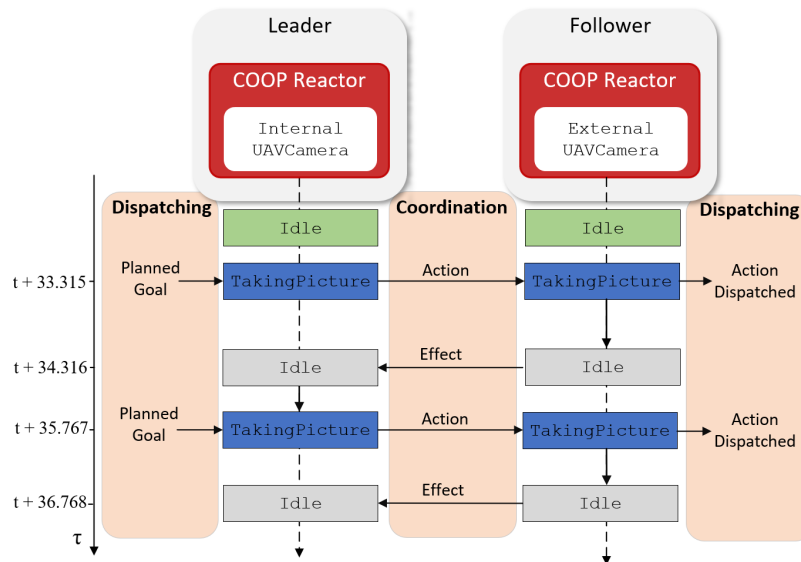 Leader
Follower
COOP Reactor
COOP Reactor
Internal
UAVCamera
External
UAVCamera
Dispatching
Coordination
Dispatching
Idle
Idle
t + 33.315
Planned
Goal
TakingPicture
Action
TakingPicture
Action
Dispatched
t + 34.316
Idle
Effect
Idle
t + 35.767
Planned
Goal
TakingPicture
Action
TakingPicture
Action
Dispatched
t + 36.768
Idle
Effect
Idle
τ